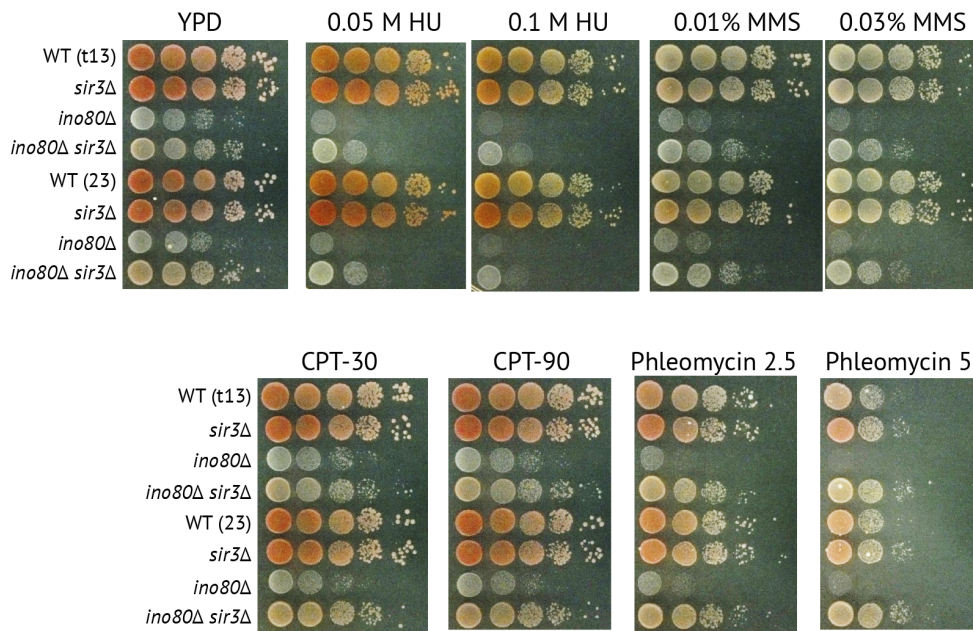 YPD 0.05 M HU 0.1 M HU 0.01% MMS 0.03% MMS
WT (t13)
sir3Δ
ino80Δ
ino80Δ sir3Δ
WT (23)
sir3Δ
ino80Δ
ino80Δ sir3Δ
CPT-30 CPT-90 Phleomycin 2.5 Phleomycin 5
WT (t13)
sir3Δ
ino80Δ
ino80Δ sir3Δ
WT (23)
sir3Δ
ino80Δ
ino80Δ sir3Δ